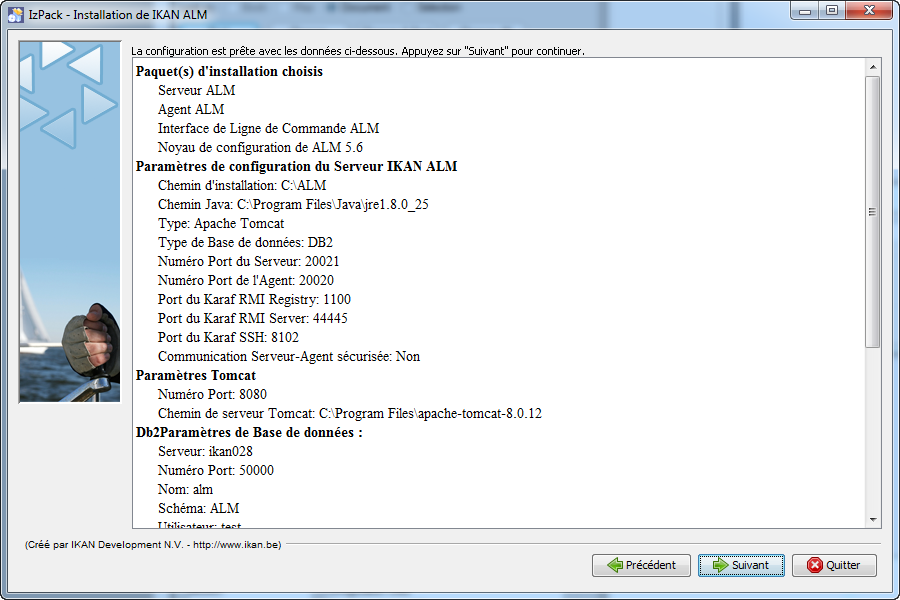 IzPack - Installation de IKAN ALM
La configuration est prête avec les données ci-dessous. Appuyez sur "Suivant" pour continuer.
Paquet(s) d'installation choisis
Serveur ALM
Agent ALM
Interface de Ligne de Commande ALM
Noyau de configuration de ALM 5.6
Paramètres de configuration du Serveur IKAN ALM
Chemin d'installation: C:\ALM
Chemin Java: C:\Program Files\Java\jre1.8.0_25
Type: Apache Tomcat
Type de Base de données: DB2
Numéro Port du Serveur: 20021
Numéro Port de l'Agent: 20020
Port du Karaf RMI Registry: 1100
Port du Karaf RMI Server: 44445
Port du Karaf SSH: 8102
Communication Serveur-Agent sécurisée: Non
Paramètres Tomcat
Numéro Port: 8080
Chemin de serveur Tomcat: C:\Program Files\apache-tomcat-8.0.12
Db2Paramètres de Base de données :
Serveur: ikan028
Numéro Port: 50000
Nom: alm
Schéma: ALM
Utilisateur: test
(Créé par IKAN Development N.V. - http://www.ikan.be)
Précédent
Suivant
Quitter